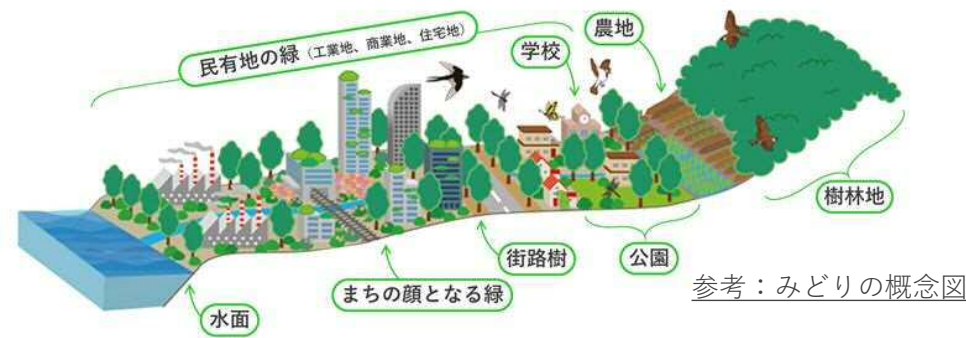 民有地の緑（工業地、商業地、住宅地）
学校
農地
樹林地
公園
街路樹
まちの顔となる緑
水面
参考：みどりの概念図